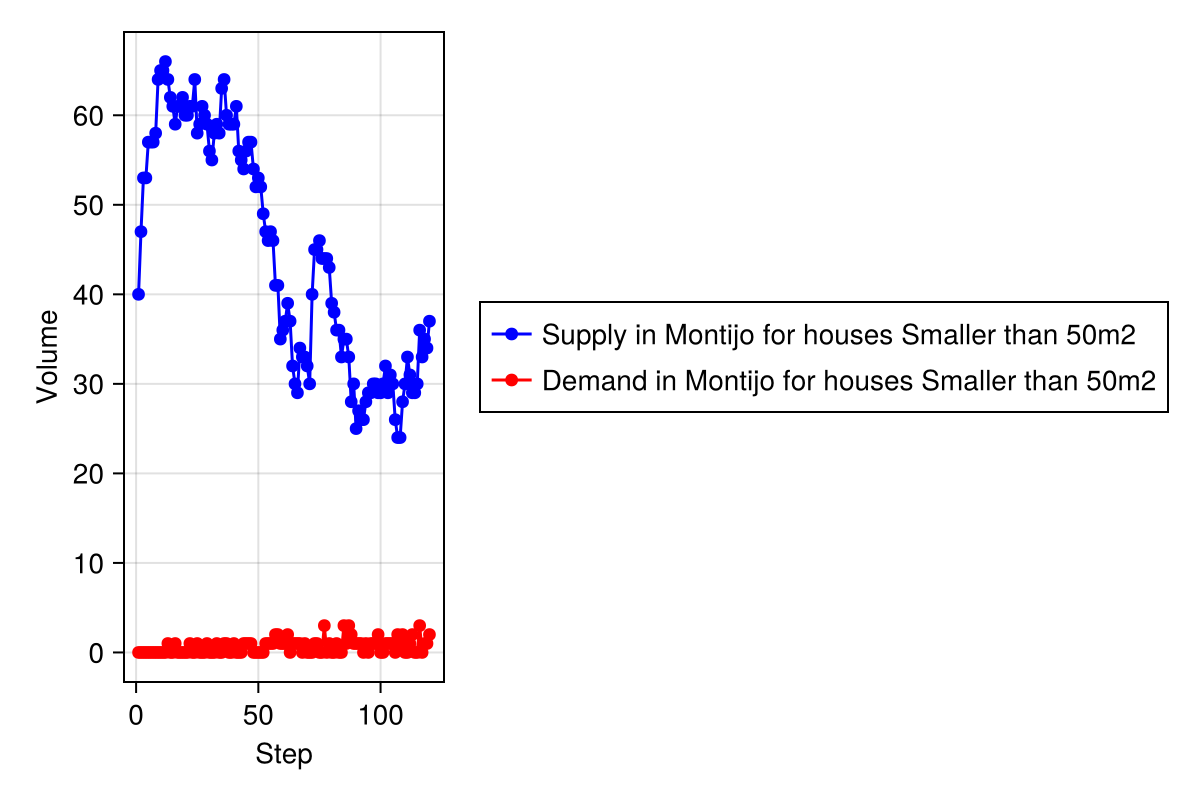 60
50
40
30
20
10
0
Volume
0 50 100
Step
Supply in Montijo for houses Smaller than 50m2
Demand in Montijo for houses Smaller than 50m2